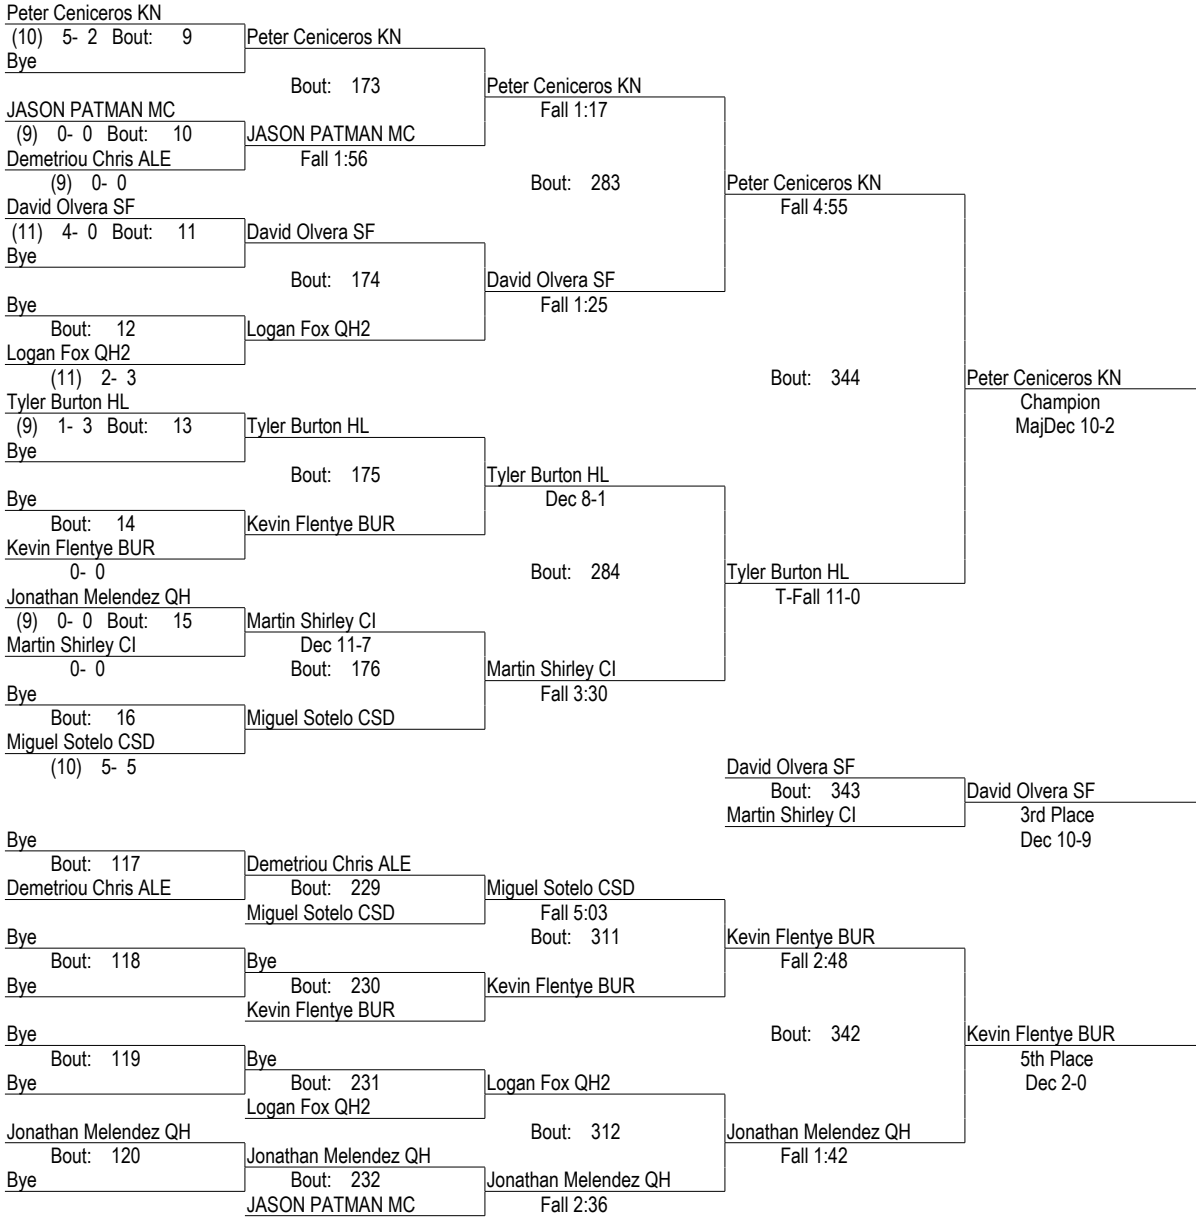 Peter Ceniceros KN
(10) 5- 2 Bout: 9 Peter Ceniceros KN
Bye
Bout: 173 Peter Ceniceros KN
JASON PATMAN MC Fall 1:17
(9) 0- 0 Bout: 10 JASON PATMAN MC
Demetriou Chris ALE Fall 1:56
(9) 0- 0 Bout: 283 Peter Ceniceros KN
David Olvera SF Fall 4:55
(11) 4- 0 Bout: 11 David Olvera SF
Bye
Bout: 174 David Olvera SF
Bye Fall 1:25
Bout: 12 Logan Fox QH2
Logan Fox QH2
(11) 2- 3 Bout: 344 Peter Ceniceros KN
Tyler Burton HL Champion
(9) 1- 3 Bout: 13 Tyler Burton HL MajDec 10-2
Bye
Bout: 175 Tyler Burton HL
Bye Dec 8-1
Bout: 14 Kevin Flentye BUR
Kevin Flentye BUR
0- 0 Bout: 284 Tyler Burton HL
Jonathan Melendez QH T-Fall 11-0
(9) 0- 0 Bout: 15 Martin Shirley CI
Martin Shirley CI Dec 11-7
0- 0 Bout: 176 Martin Shirley CI
Bye Fall 3:30
Bout: 16 Miguel Sotelo CSD
Miguel Sotelo CSD
(10) 5- 5 David Olvera SF
Bout: 343 David Olvera SF
Martin Shirley CI 3rd Place
Bye Dec 10-9
Bout: 117 Demetriou Chris ALE
Demetriou Chris ALE Bout: 229 Miguel Sotelo CSD
Miguel Sotelo CSD Fall 5:03
Bye Bout: 311 Kevin Flentye BUR
Bout: 118 Bye Fall 2:48
Bye Bout: 230 Kevin Flentye BUR
Kevin Flentye BUR
Bye Bout: 342 Kevin Flentye BUR
Bout: 119 Bye 5th Place
Bye Bout: 231 Logan Fox QH2 Dec 2-0
Logan Fox QH2
Jonathan Melendez QH Bout: 312 Jonathan Melendez QH
Bout: 120 Jonathan Melendez QH Fall 1:42
Bye Bout: 232 Jonathan Melendez QH
JASON PATMAN MC Fall 2:36